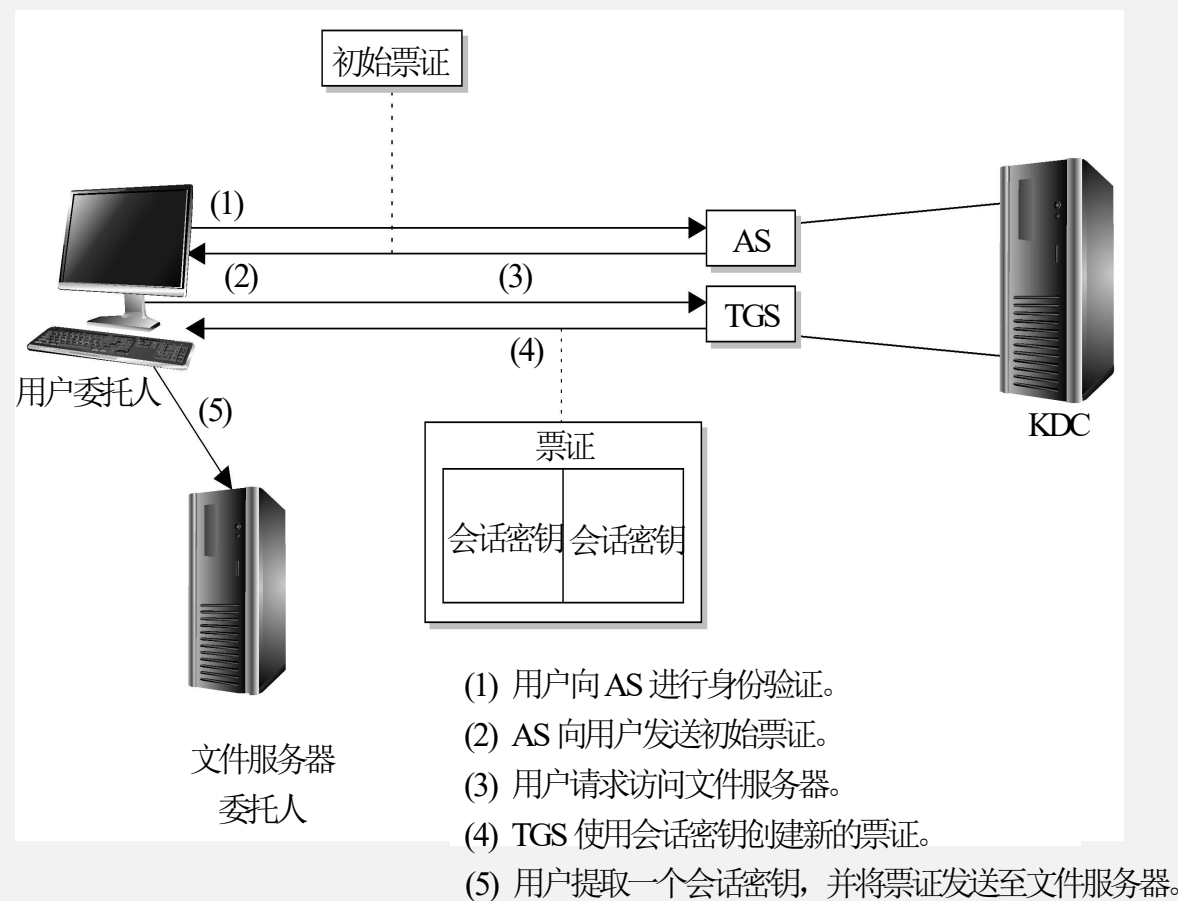 初始票证
(1)
AS
(2)
(3)
TGS
(4)
用户委托人
(5)
KDC
票证
会话密钥
会话密钥
文件服务器
委托人
(1) 用户向AS 进行身份验证。
(2) AS 向用户发送初始票证。
(3) 用户请求访问文件服务器。
(4) TGS 使用会话密钥创建新的票证。
(5) 用户提取一个会话密钥，并将票证发送至文件服务器。